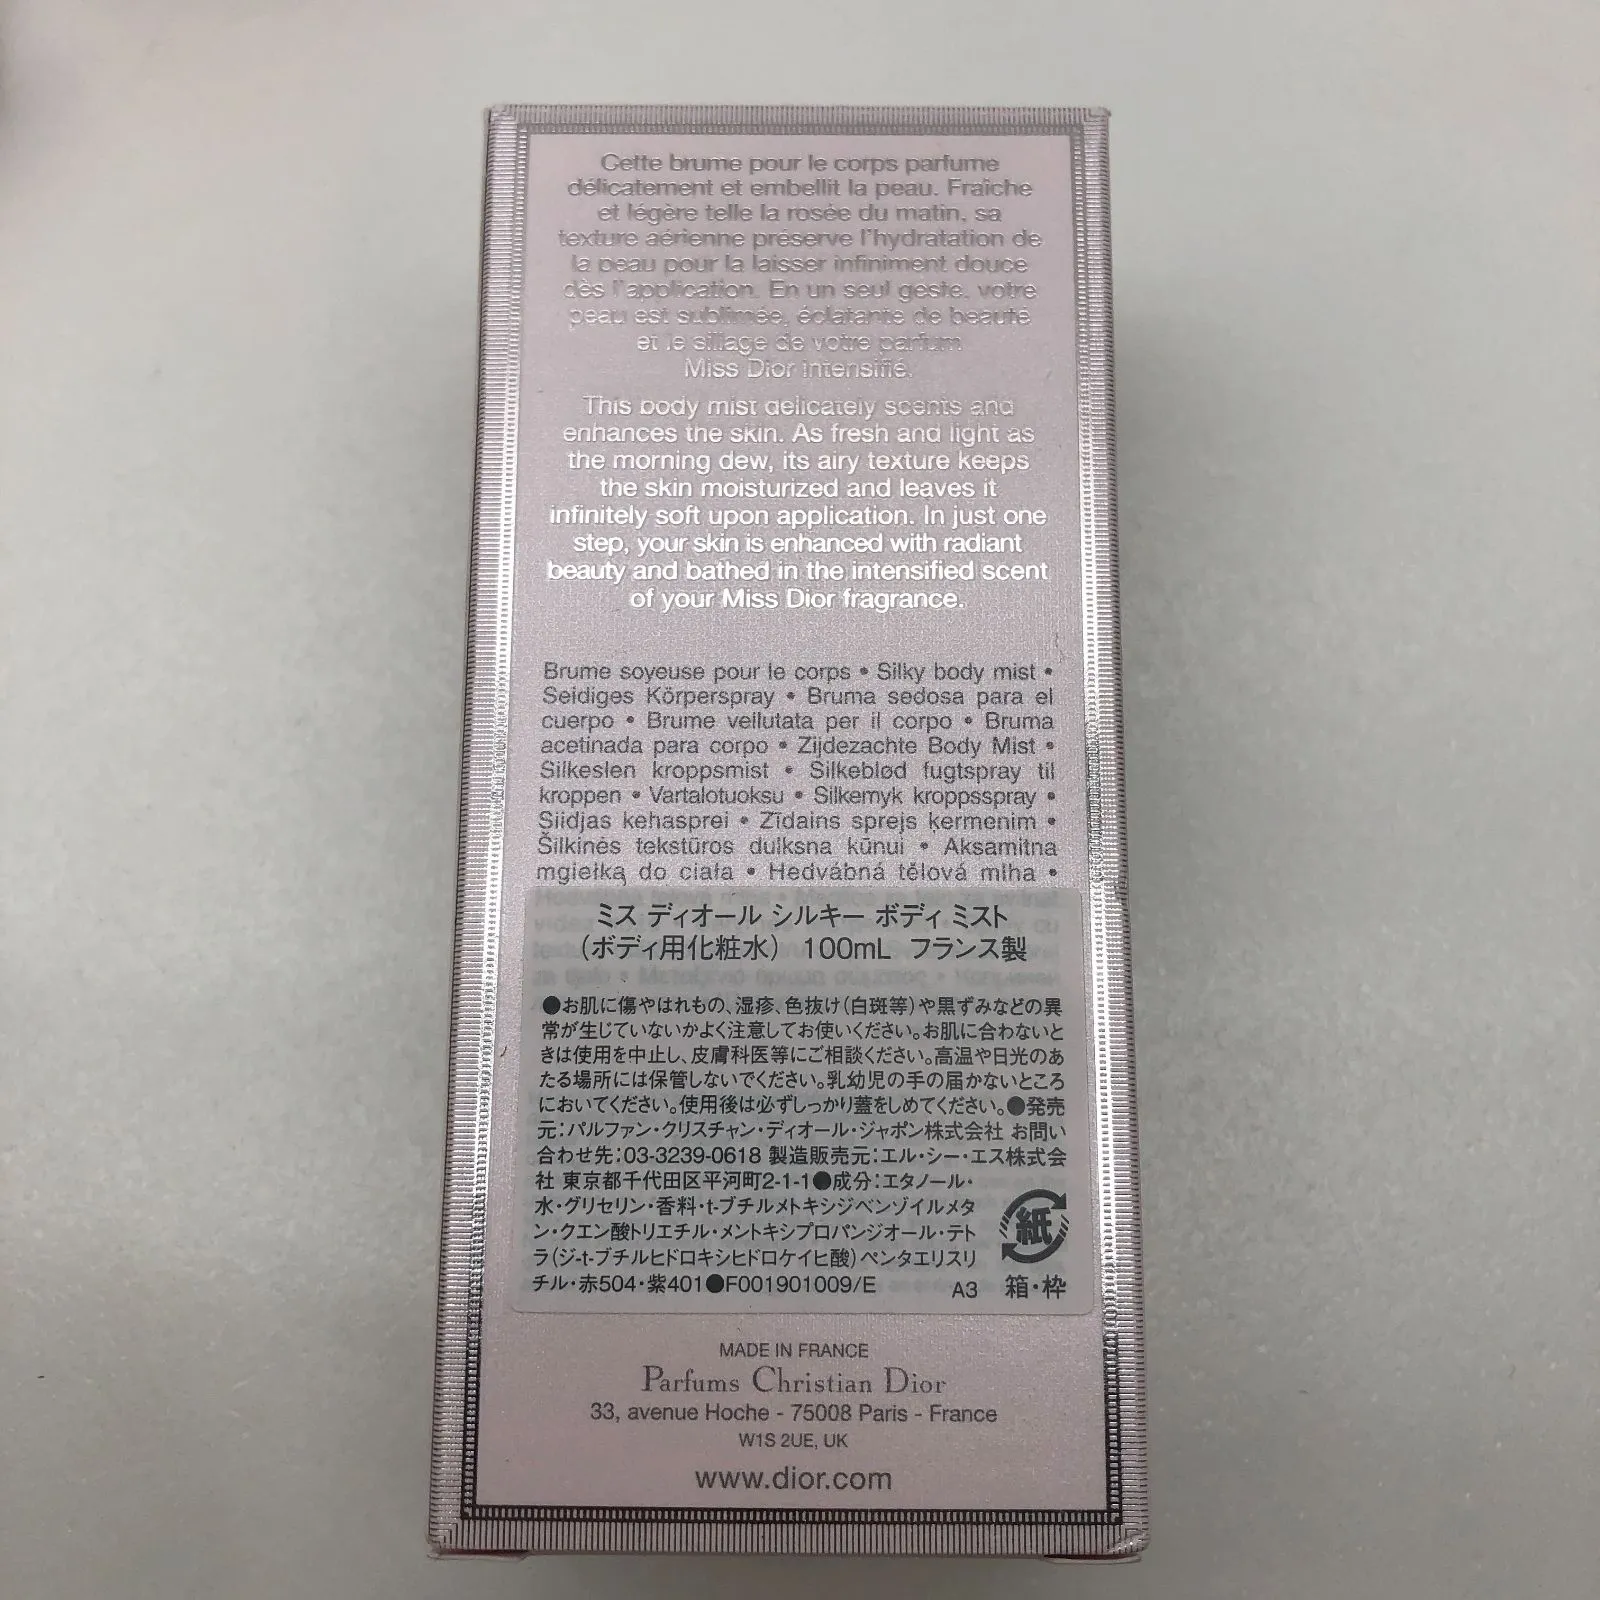 Cette brume pour le corps parfume
délicatement et embellit la peau. Fraîche
et légère telle la rosée du matin, sa
texture aérienne préserve l'hydratation de
la peau pour la laisser infiniment douce
dès l'application. En un seul geste, votre
peau est sublimée, éclatante de beauté
et le sillage de votre parfum
Miss Dior intensifié.
This body mist delicately scents and
enhances the skin. As fresh and light as
the morning dew, its airy texture keeps
the skin moisturized and leaves it
infinitely soft upon application. In just one
step, your skin is enhanced with radiant
beauty and bathed in the intensified scent
of your Miss Dior fragrance.
Brume soyeuse pour le corps • Silky body mist •
Seidiges Körperspray • Bruma sedosa para el
cuerpo • Brume vellutata per il corpo • Bruma
acetinada para corpo • Zijdezachte Body Mist •
Silkeslen kroppsmist • Silkeblød fugtspray til
kroppen • Vartalotuoksu • Silkemyk kroppsspray •
Siidjas kehasprei • Zīdains sprejs ķermenim •
Šilkinės tekstūros dulksna kūnui • Aksamitna
mgiełka do ciała • Hedvábná tělová mlha •
ミス ディオール シルキー ボディ ミスト
(ボディ用化粧水) 100mL フランス製
●お肌に傷やはれもの、湿疹、色抜け(白斑等)や黒ずみなどの異
常が生じていないかよく注意してお使いください。お肌に合わないと
きは使用を中止し、皮膚科医等にご相談ください。高温や日光のあ
たる場所には保管しないでください。乳幼児の手の届かないところ
においてください。使用後は必ずしっかり蓋をしめてください。●発売
元:パルファン・クリスチャン・ディオール・ジャポン株式会社 お問い
合わせ先:03-3239-0618 製造販売元:エル・シー・エス株式会
社 東京都千代田区平河町2-1-1●成分:エタノール・
水・グリセリン・香料・t-ブチルメトキシジベンゾイルメタ
ン・クエン酸トリエチル・メントキシプロパンジオール・テト
ラ(ジ-t-ブチルヒドロキシヒドロケイヒ酸)ペンタエリスリ
チル・赤504・紫401●F001901009/E
紙
A3 箱・枠
MADE IN FRANCE
Parfums Christian Dior
33, avenue Hoche - 75008 Paris - France
W1S 2UE, UK
www.dior.com